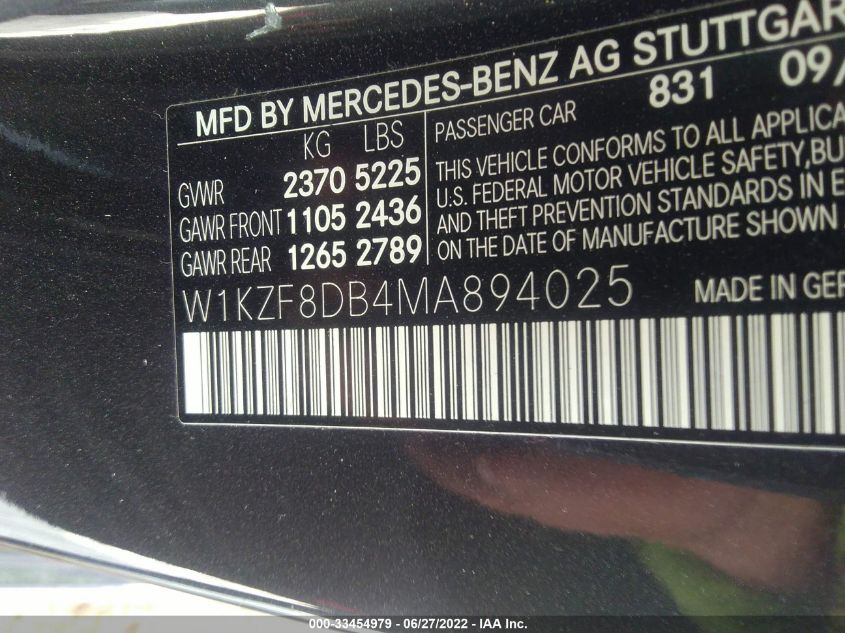 MFD BY MERCEDES-BENZ AG STUTTGAR
831 09/
KG LBS
PASSENGER CAR
GVWR 2370 5225
GAWR FRONT 1105 2436
GAWR REAR 1265 2789
THIS VEHICLE CONFORMS TO ALL APPLICA
U.S. FEDERAL MOTOR VEHICLE SAFETY, BU
AND THEFT PREVENTION STANDARDS IN E
ON THE DATE OF MANUFACTURE SHOWN
W1KZF8DB4MA894025
MADE IN GER
000-33454979 - 06/27/2022 - IAA Inc.